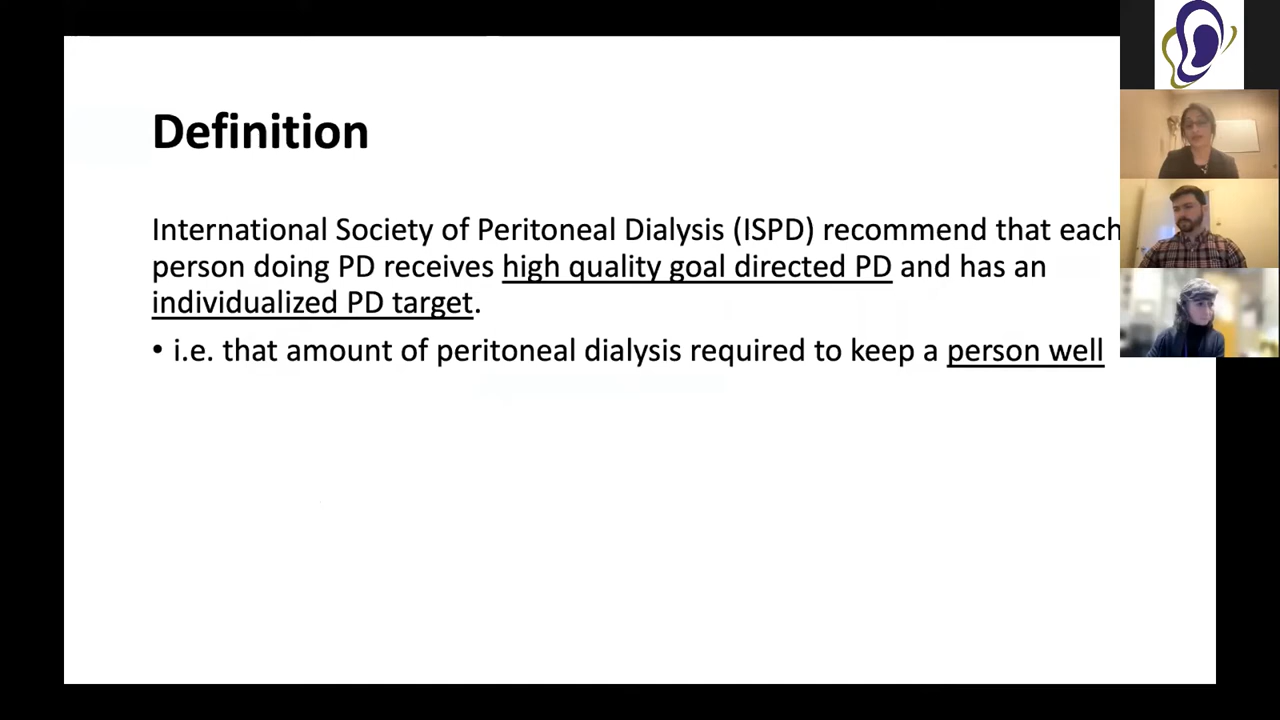 Definition
International Society of Peritoneal Dialysis (ISPD) recommend that each
person doing PD receives high quality goal directed PD and has an
individualized PD target.
• i.e. that amount of peritoneal dialysis required to keep a person well